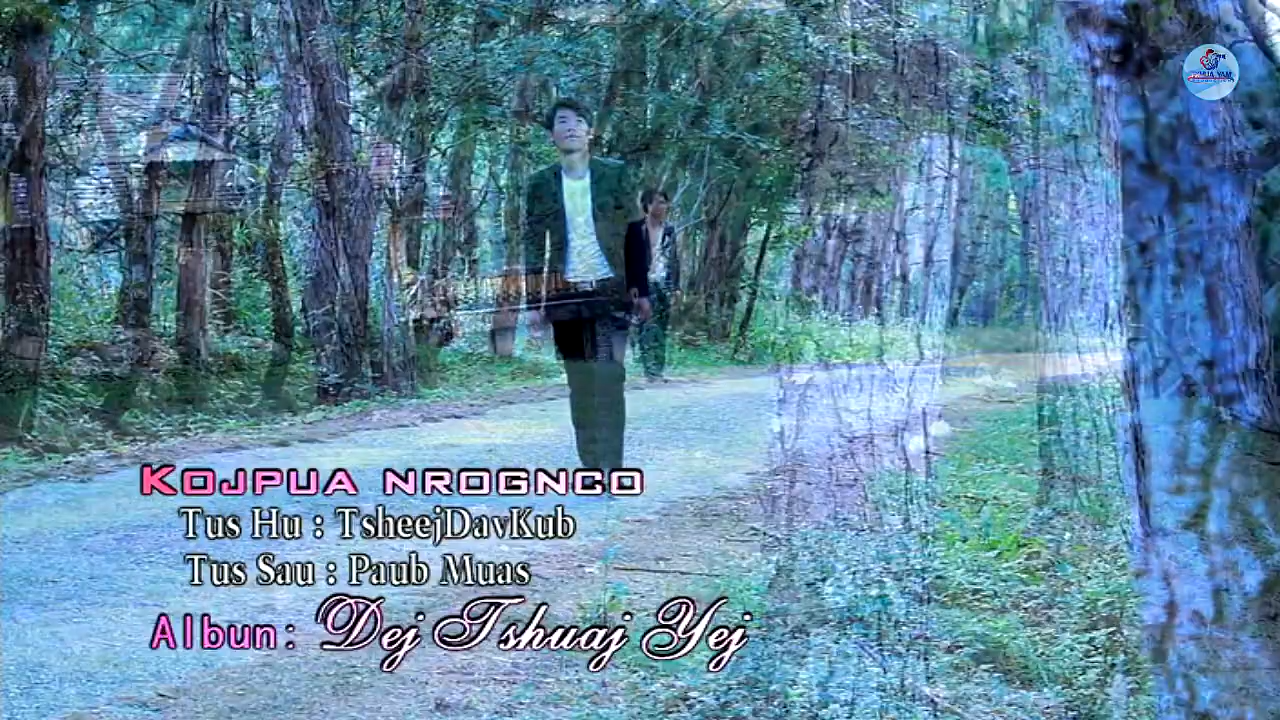 KOJPUA NROGNCO
Tus Hu : TsheejDavKub
Tus Sau : Paub Muas
Albun: Dej Tshuaj Yej